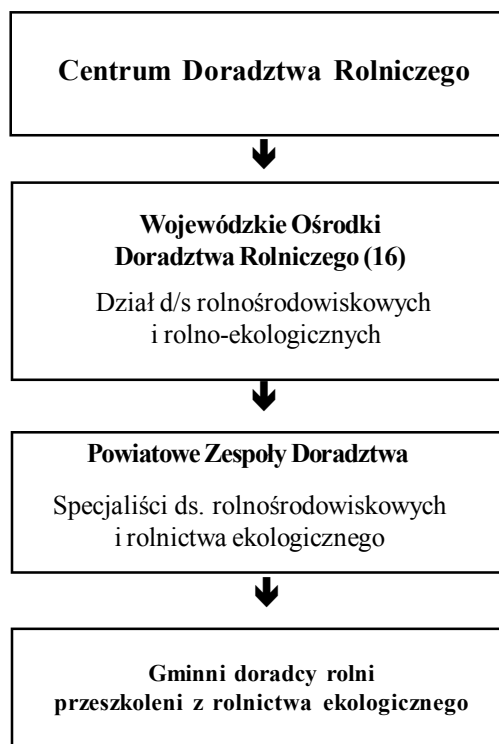 Centrum Doradztwa Rolniczego
Wojewódzkie Ośrodki
Doradztwa Rolniczego (16)
Dział d/s rolnośrodowiskowych
i rolno-ekologicznych
Powiatowe Zespoły Doradztwa
Specjaliści ds. rolnośrodowiskowych
i rolnictwa ekologicznego
Gminni doradcy rolni
przeszkoleni z rolnictwa ekologicznego